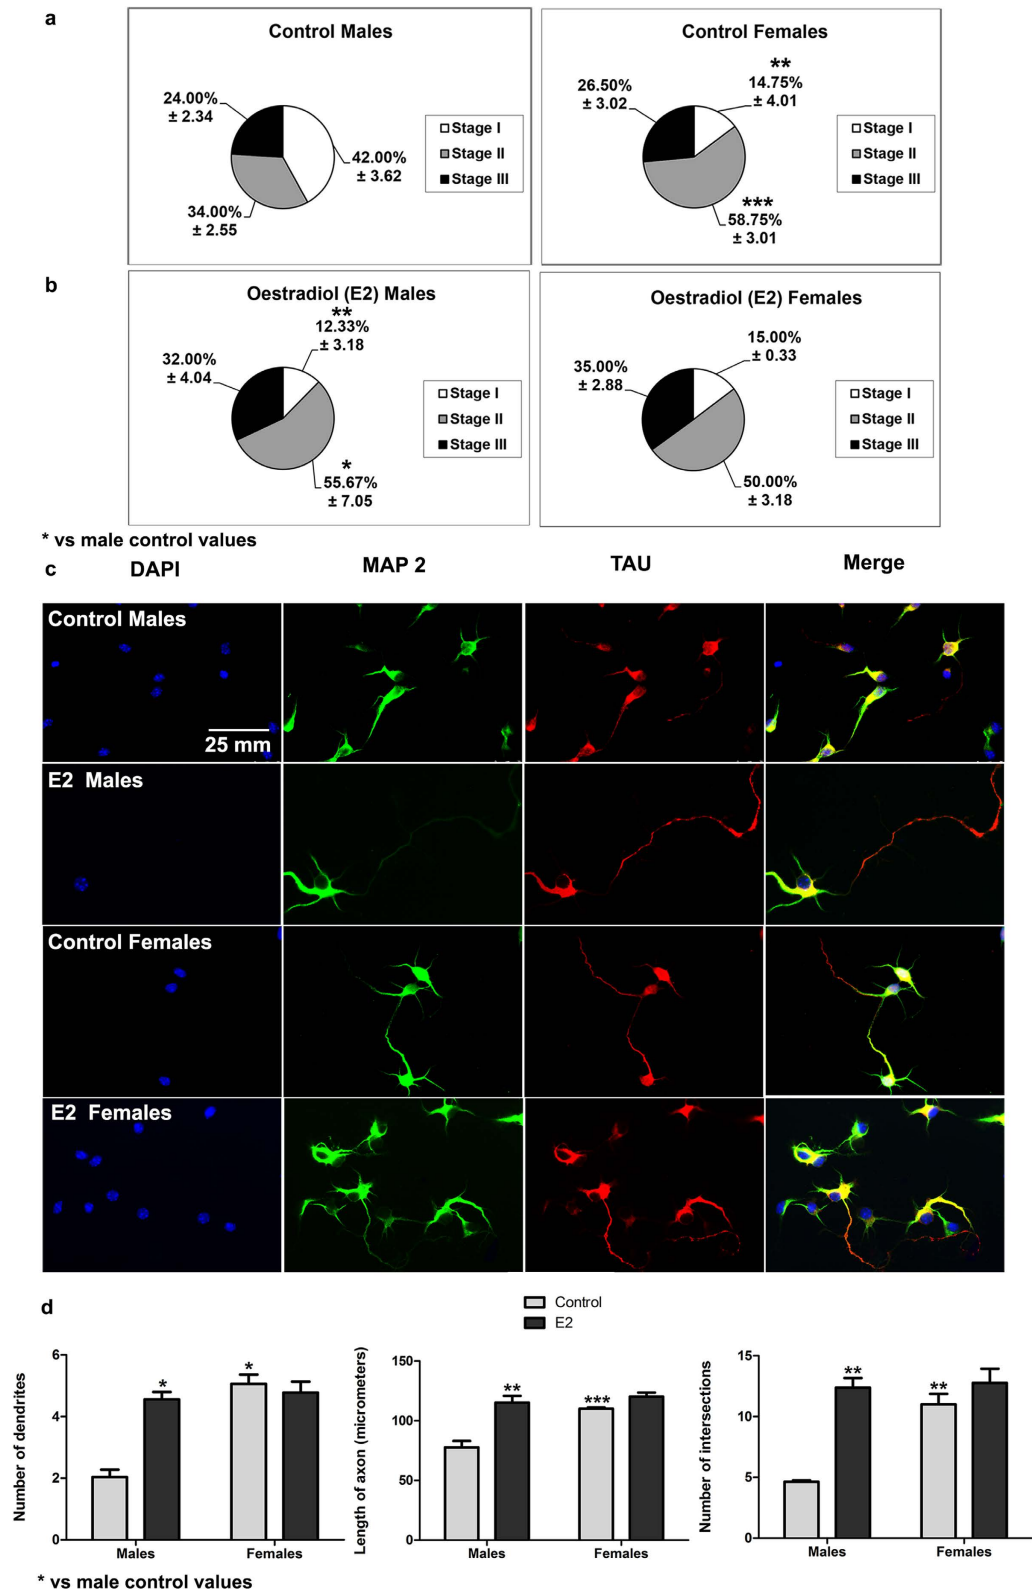 a
Control Males
24.00%
± 2.34
42.00%
± 3.62
34.00%
± 2.55
Stage I
Stage II
Stage III
Control Females
**
14.75%
± 4.01
26.50%
± 3.02
***
58.75%
± 3.01
Stage I
Stage II
Stage III
b
Oestradiol (E2) Males
**
12.33%
± 3.18
32.00%
± 4.04
*
55.67%
± 7.05
Stage I
Stage II
Stage III
Oestradiol (E2) Females
15.00%
± 0.33
35.00%
± 2.88
50.00%
± 3.18
Stage I
Stage II
Stage III
* vs male control values
c
DAPI
MAP 2
TAU
Merge
Control Males
25 mm
E2 Males
Control Females
E2 Females
d
Control
E2
Number of dendrites
6
4
2
0
*
*
Males
Females
Length of axon (micrometers)
150
100
50
0
**
***
Males
Females
Number of intersections
15
10
5
0
**
**
Males
Females
* vs male control values